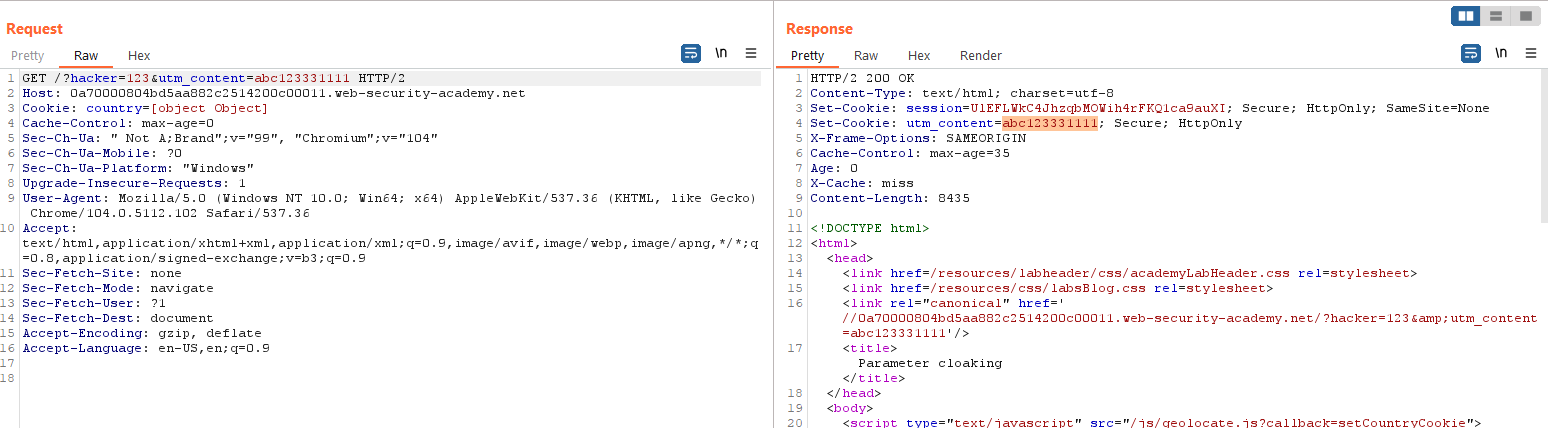 Request
Pretty Raw Hex
\n
1 GET /?hacker=123&utm_content=abc123331111 HTTP/2
2 Host: 0a70000804bd5aa882c2514200c00011.web-security-academy.net
3 Cookie: country=[object Object]
4 Cache-Control: max-age=0
5 Sec-Ch-Ua: " Not A;Brand";v="99", "Chromium";v="104"
6 Sec-Ch-Ua-Mobile: ?0
7 Sec-Ch-Ua-Platform: "Windows"
8 Upgrade-Insecure-Requests: 1
9 User-Agent: Mozilla/5.0 (Windows NT 10.0; Win64; x64) AppleWebKit/537.36 (KHTML, like Gecko)
Chrome/104.0.5112.102 Safari/537.36
10 Accept:
text/html,application/xhtml+xml,application/xml;q=0.9,image/avif,image/webp,image/apng,*/*;q
=0.8,application/signed-exchange;v=b3;q=0.9
11 Sec-Fetch-Site: none
12 Sec-Fetch-Mode: navigate
13 Sec-Fetch-User: ?1
14 Sec-Fetch-Dest: document
15 Accept-Encoding: gzip, deflate
16 Accept-Language: en-US,en;q=0.9
17
18
Response
Pretty Raw Hex Render
\n
1 HTTP/2 200 OK
2 Content-Type: text/html; charset=utf-8
3 Set-Cookie: session=UlEFLWkC4JhzqbMOWih4rFKQ1ca9auXI; Secure; HttpOnly; SameSite=None
4 Set-Cookie: utm_content=abc123331111; Secure; HttpOnly
5 X-Frame-Options: SAMEORIGIN
6 Cache-Control: max-age=35
7 Age: 0
8 X-Cache: miss
9 Content-Length: 8435
10
11 <!DOCTYPE html>
12 <html>
13 <head>
14 <link href=/resources/labheader/css/academyLabHeader.css rel=stylesheet>
15 <link href=/resources/css/labsBlog.css rel=stylesheet>
16 <link rel="canonical" href='
//0a70000804bd5aa882c2514200c00011.web-security-academy.net/?hacker=123&amp;utm_content
=abc123331111'/>
17 <title>
Parameter cloaking
</title>
18 </head>
19 <body>
20 <script type="text/javascript" src="/js/geolocate.js?callback=setCountryCookie">